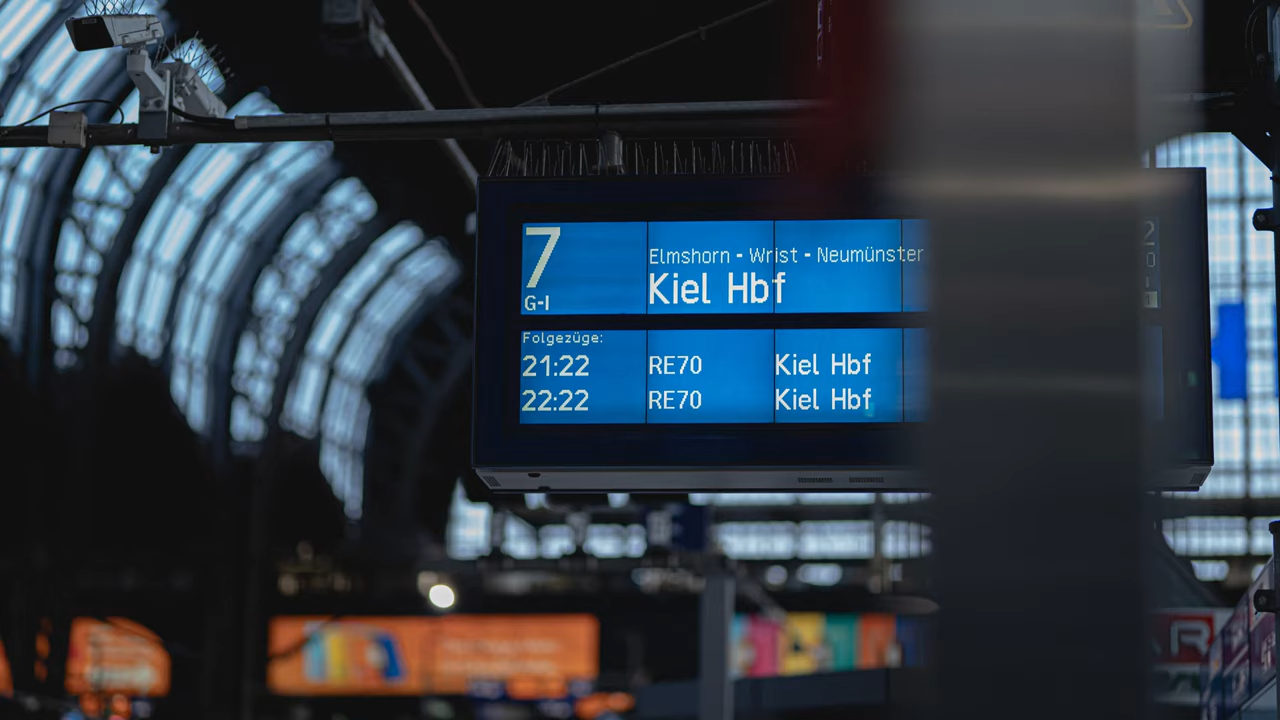 7
G-I
Elmshorn - Wrist - Neumünster
Kiel Hbf
Folgezüge:
21:22 RE70 Kiel Hbf
22:22 RE70 Kiel Hbf